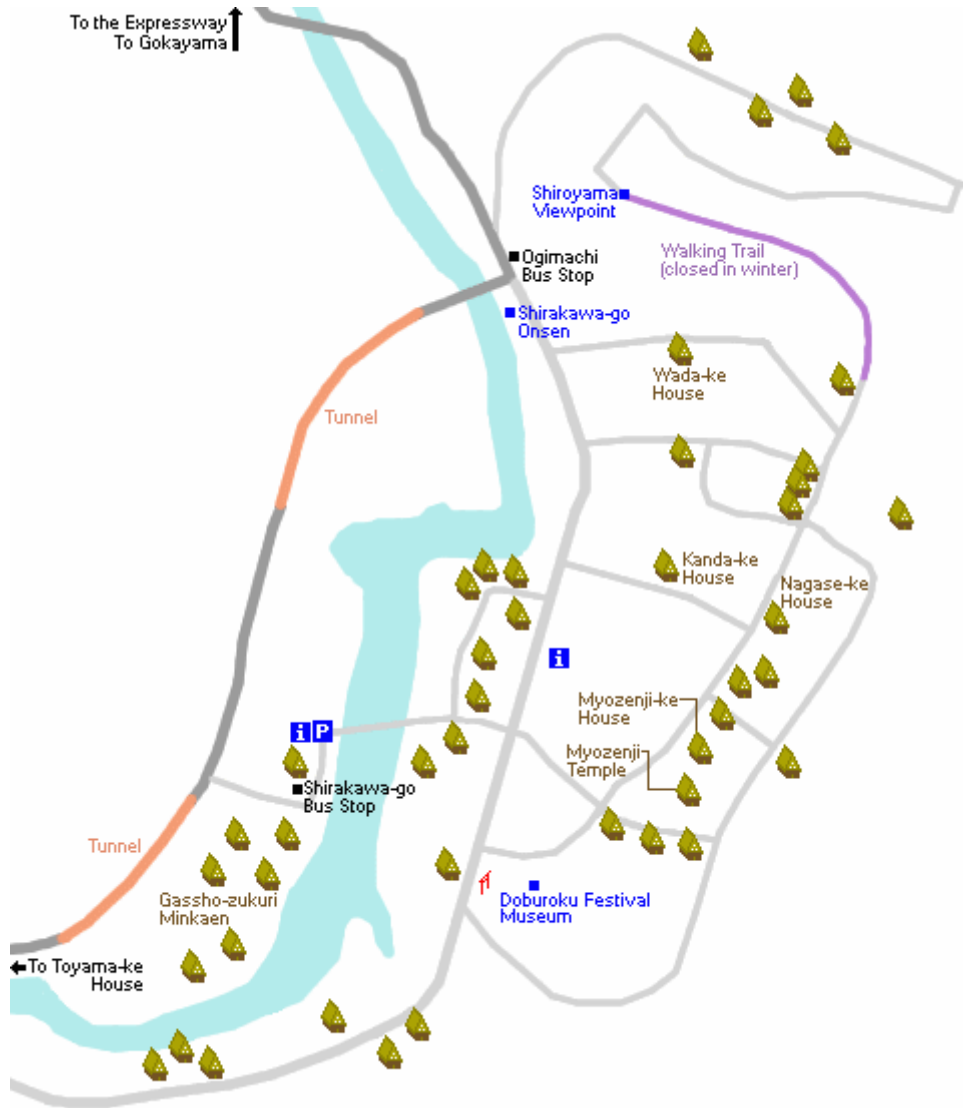 To the Expressway
To Gokayama
Shiroyama
Viewpoint
Walking Trail
(closed in winter)
Ogimachi
Bus Stop
Shirakawa-go
Onsen
Wada-ke
House
Tunnel
Kanda-ke
House
Nagase-ke
House
i
Myozenji-ke
House
i P
Myozenji
Temple
Shirakawa-go
Bus Stop
Tunnel
Gassho-zukuri
Minkaen
Doburoku Festival
Museum
To Toyama-ke
House